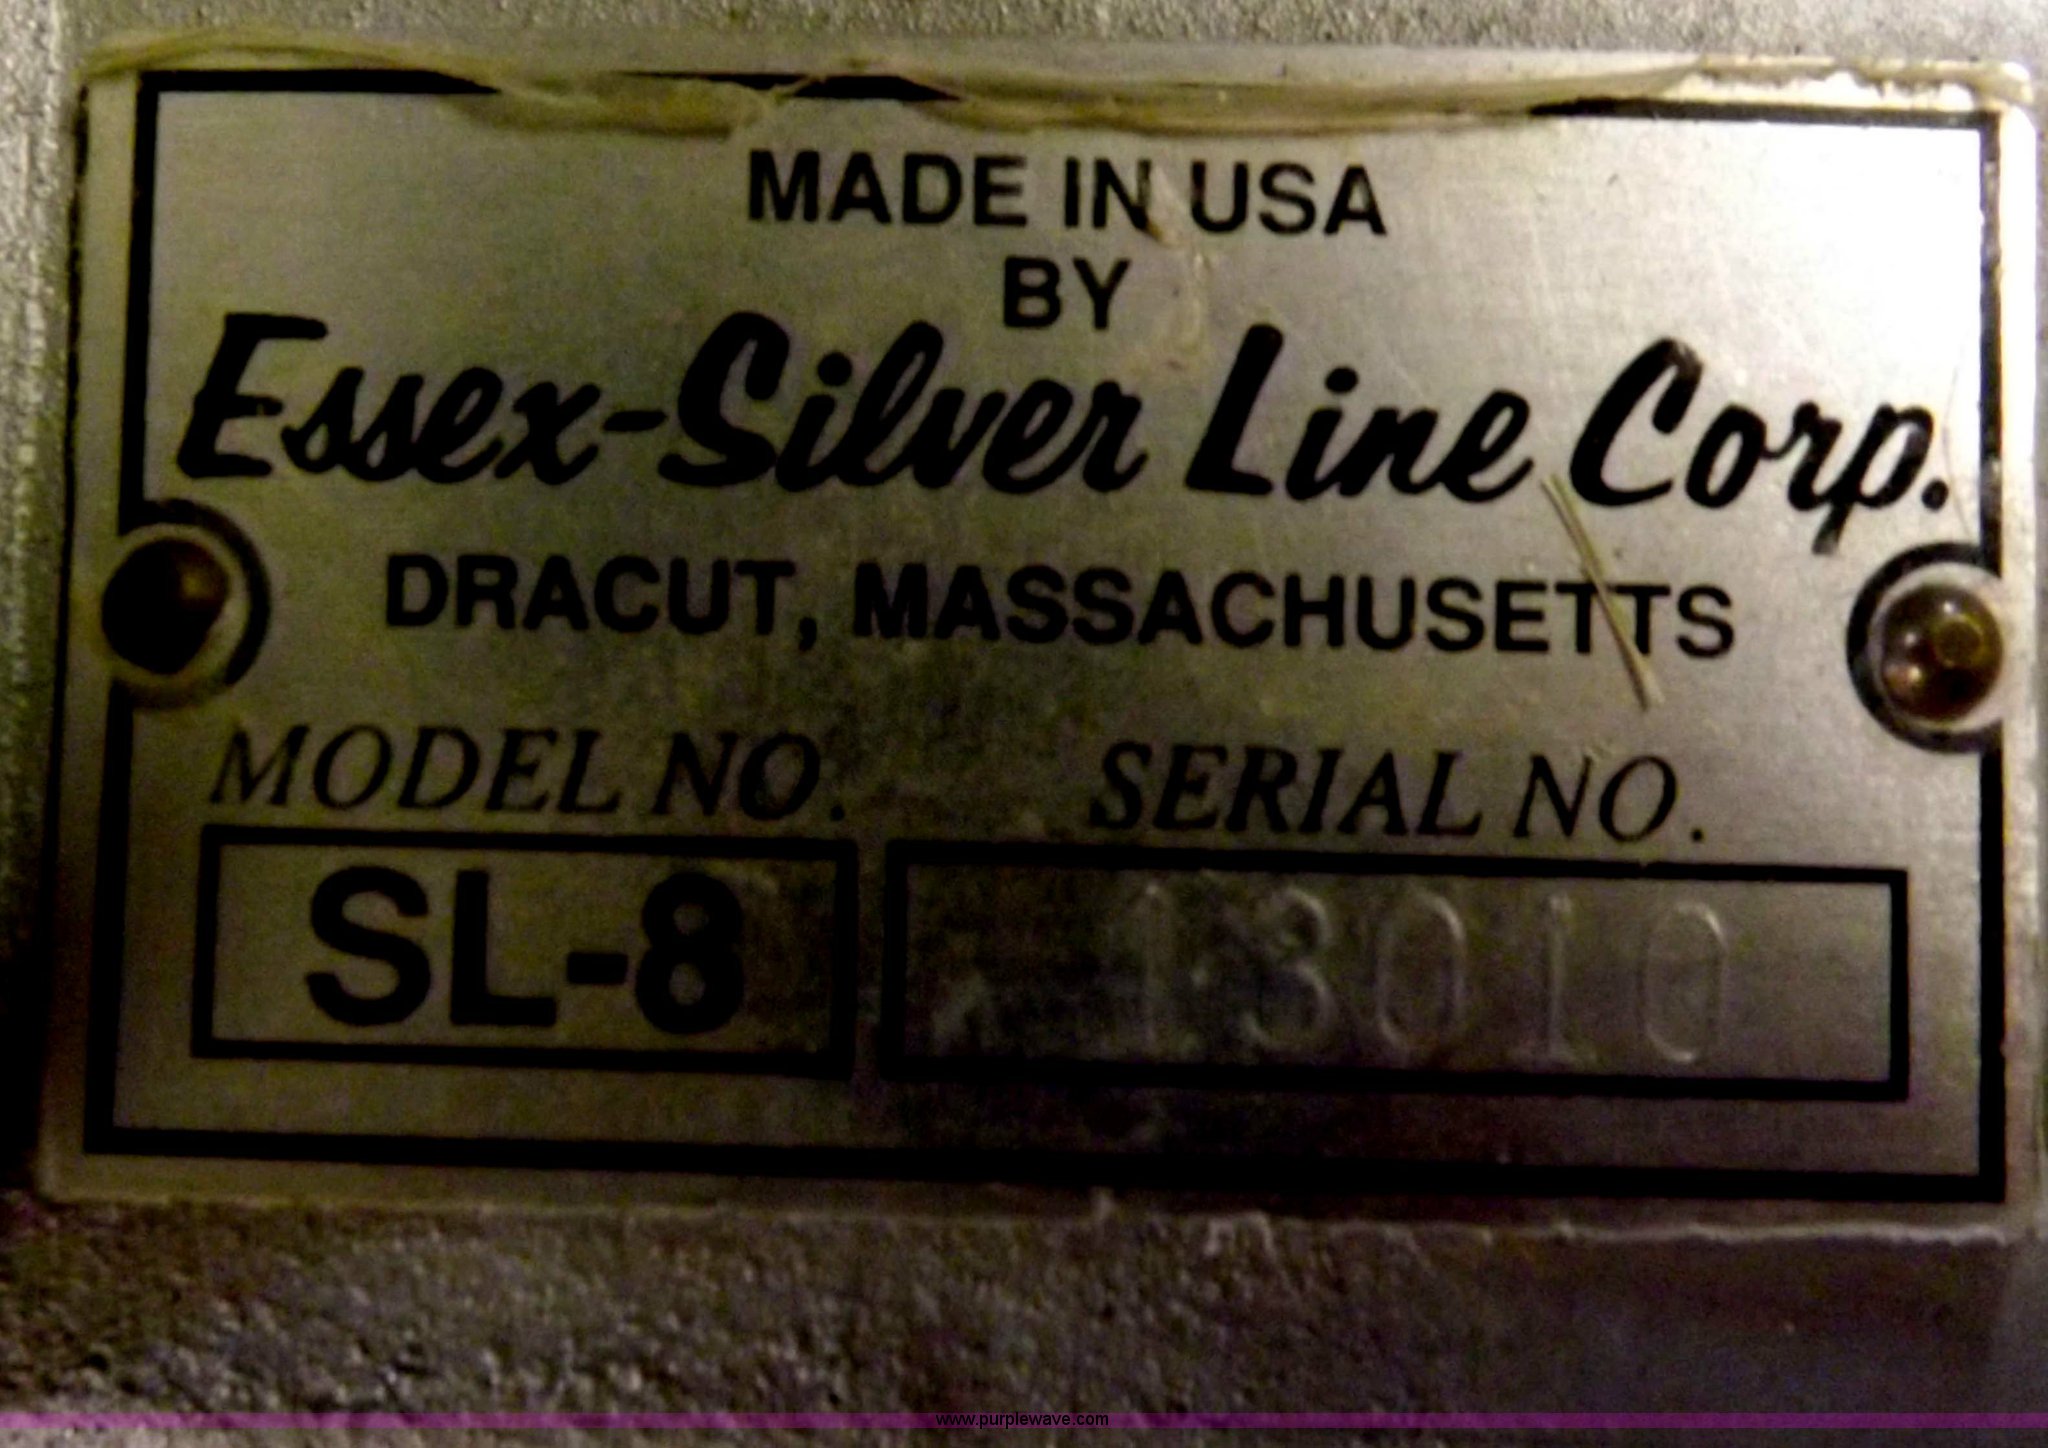 MADE IN USA
BY
Essex-Silver Line Corp.
DRACUT, MASSACHUSETTS
MODEL NO. SERIAL NO.
SL-8 13010
www.purplewave.com